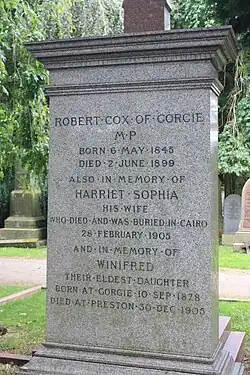 ROBERT·COX·OF·GORGIE
M·P·
BORN·6·MAY·1845
DIED·2·JUNE·1899
ALSO·IN·MEMORY·OF
HARRIET·SOPHIA
HIS·WIFE
WHO·DIED·AND·WAS·BURIED·IN·CAIRO
28·FEBRUARY·1905
AND·IN·MEMORY·OF
WINIFRED
THEIR·ELDEST·DAUGHTER
BORN·AT·GORGIE·10·SEP·1878
DIED·AT·PRESTON·30·DEC·1905